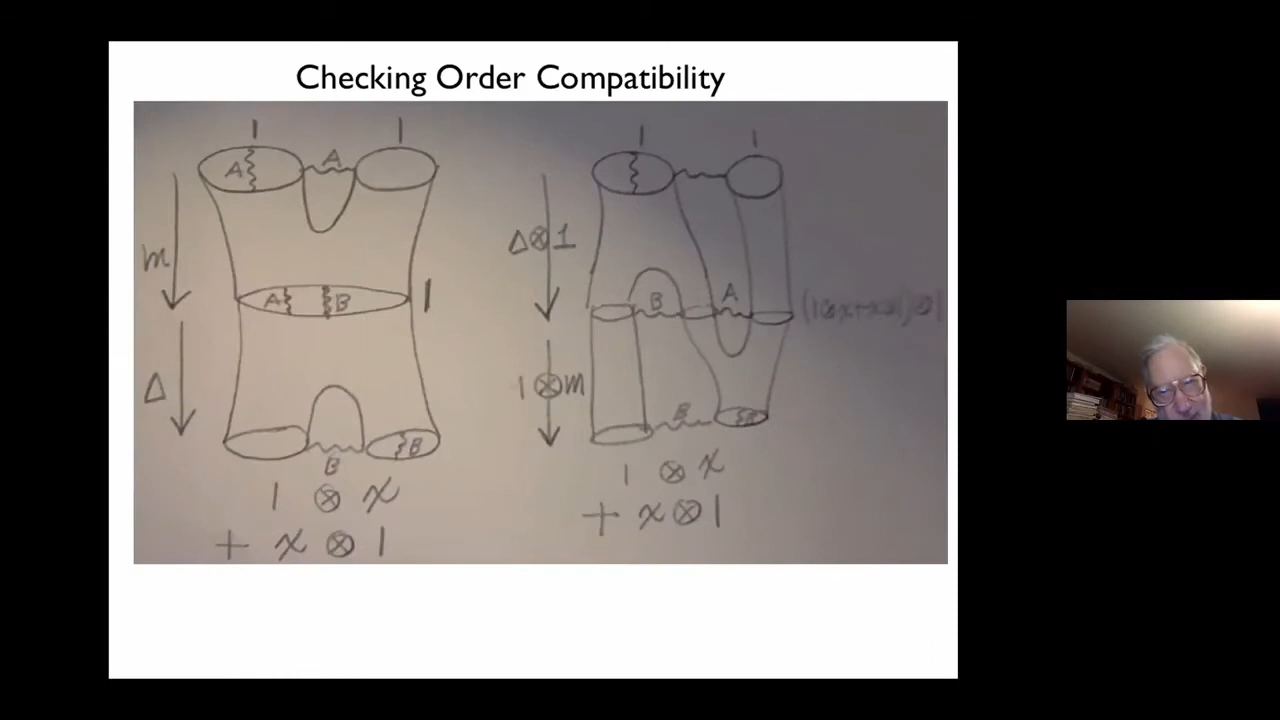 Checking Order Compatibility
1 1
A A
m
A B 1
Δ
B B
1 ⊗ x
+ x ⊗ 1
1 1
Δ⊗1
B A
1⊗m
B B
1 ⊗ x
+ x⊗1